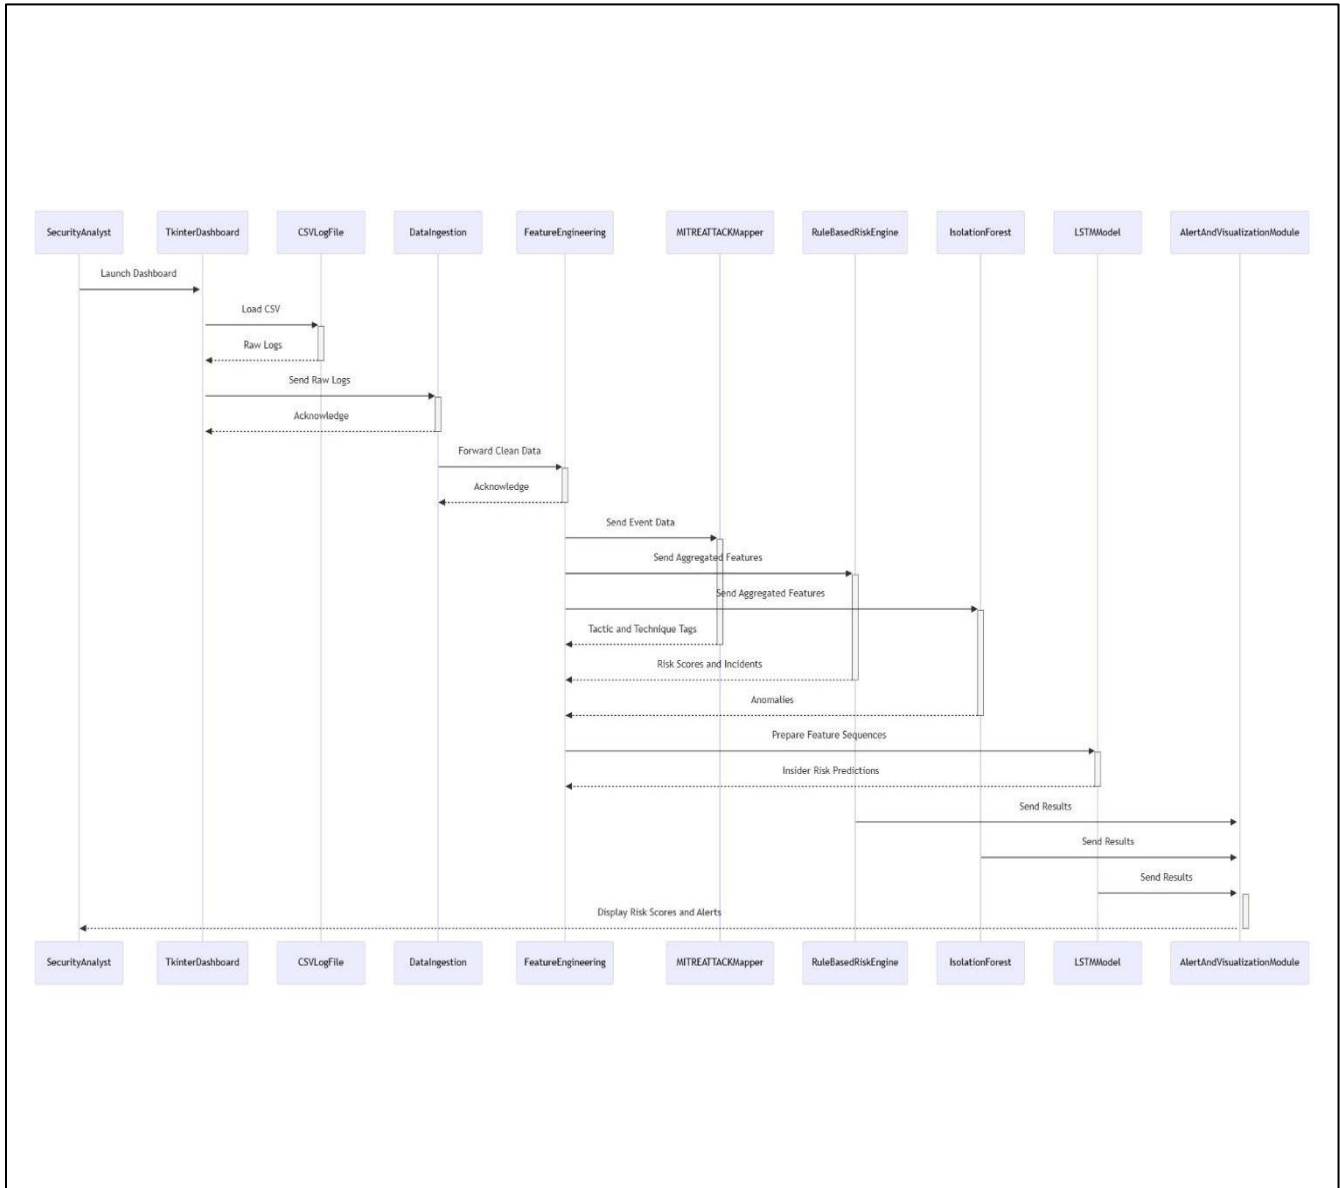 SecurityAnalyst TkinterDashboard CSVLogFile DataIngestion FeatureEngineering MITREATTACKMapper RuleBasedRiskEngine IsolationForest LSTMModel AlertAndVisualizationModule
Launch Dashboard
Load CSV
Raw Logs
Send Raw Logs
Acknowledge
Forward Clean Data
Acknowledge
Send Event Data
Send Aggregated Features
Send Aggregated Features
Tactic and Technique Tags
Risk Scores and Incidents
Anomalies
Prepare Feature Sequences
Insider Risk Predictions
Send Results
Send Results
Send Results
Display Risk Scores and Alerts
SecurityAnalyst TkinterDashboard CSVLogFile DataIngestion FeatureEngineering MITREATTACKMapper RuleBasedRiskEngine IsolationForest LSTMModel AlertAndVisualizationModule